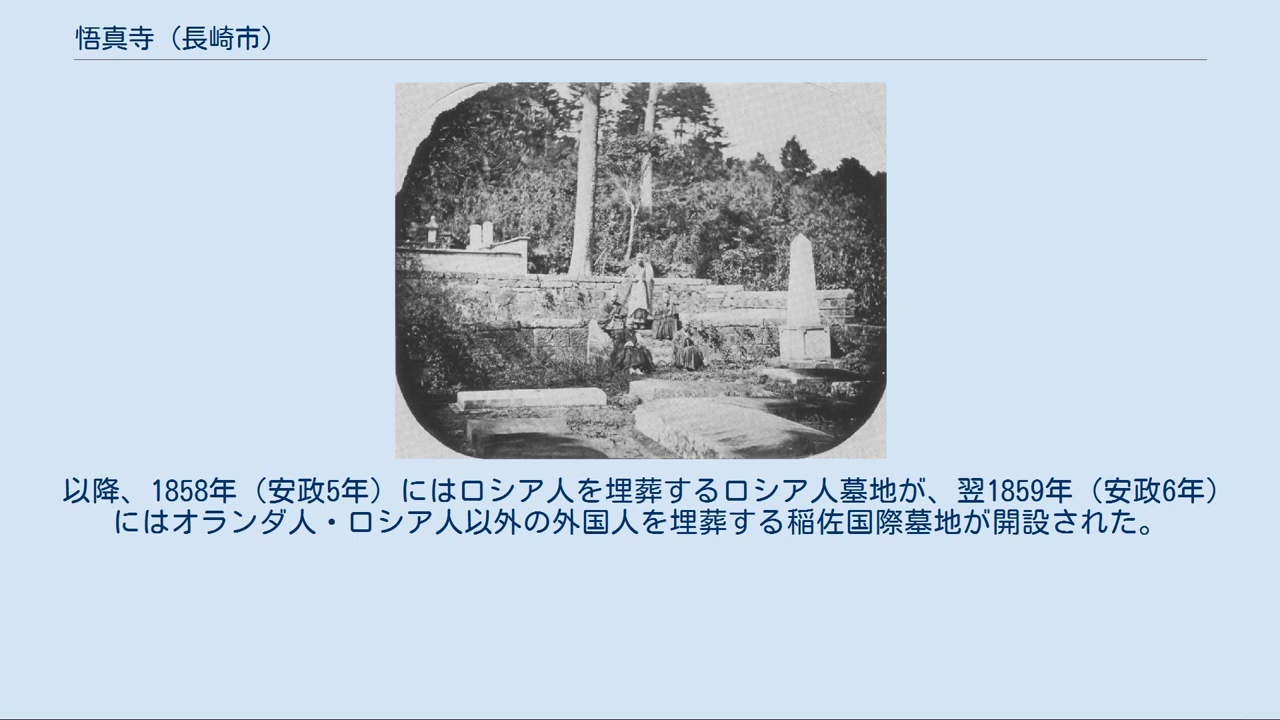 悟真寺（長崎市）
以降、1858年（安政5年）にはロシア人を埋葬するロシア人墓地が、翌1859年（安政6年）
にはオランダ人・ロシア人以外の外国人を埋葬する稲佐国際墓地が開設された。